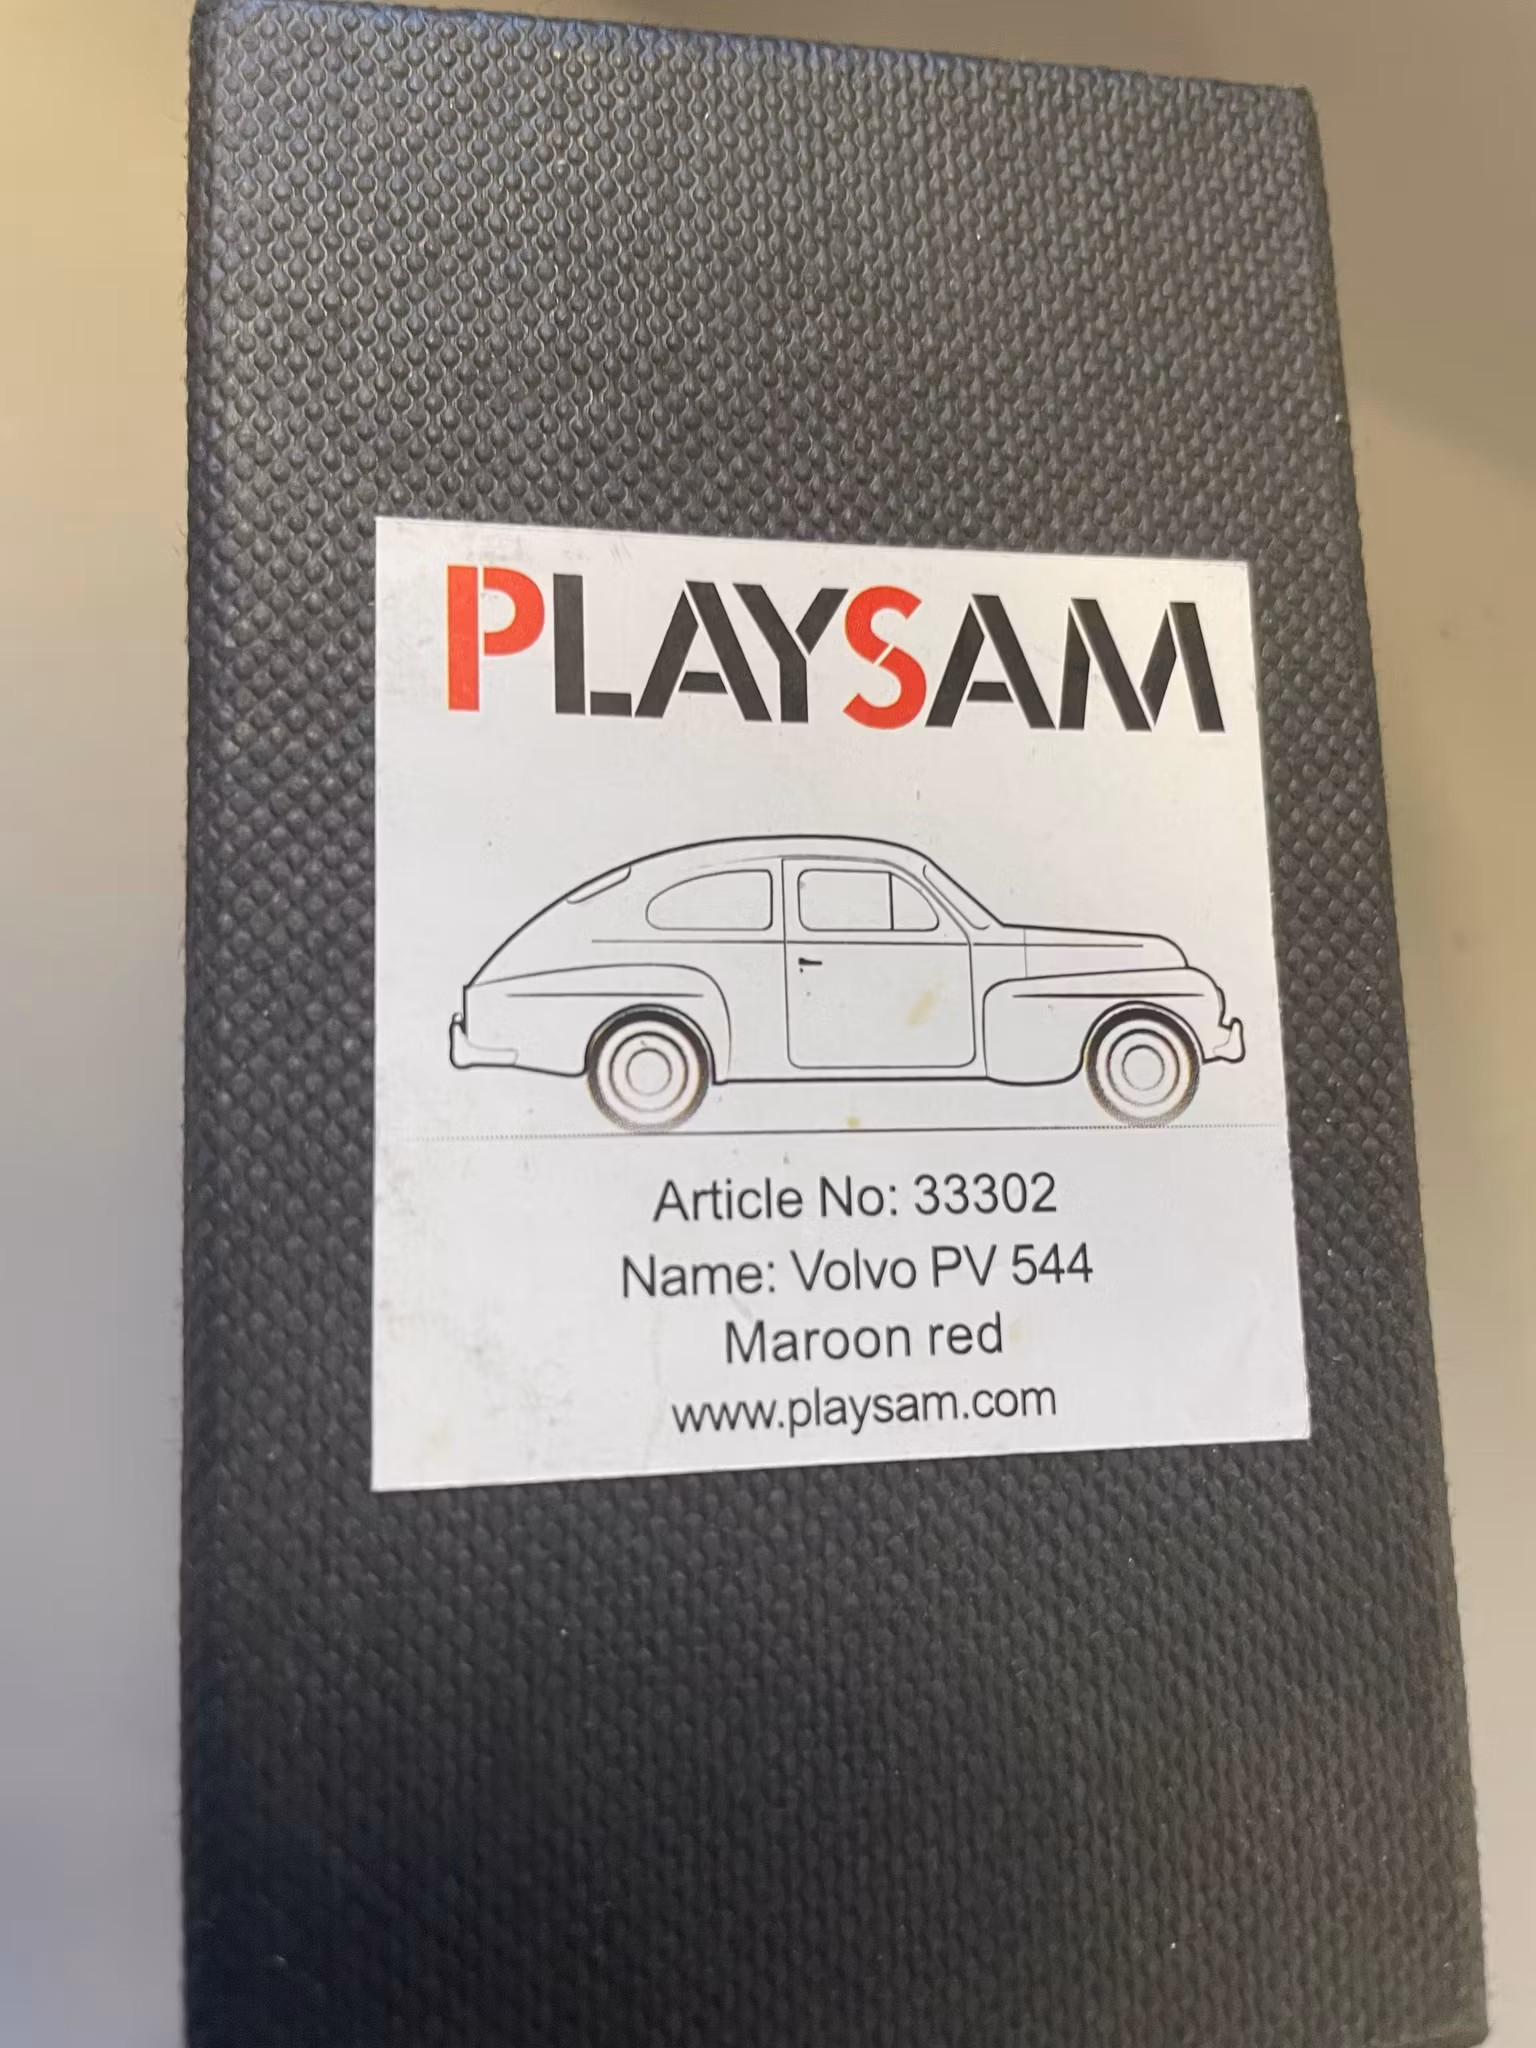 PLAYSAM
Article No: 33302
Name: Volvo PV 544
Maroon red
www.playsam.com